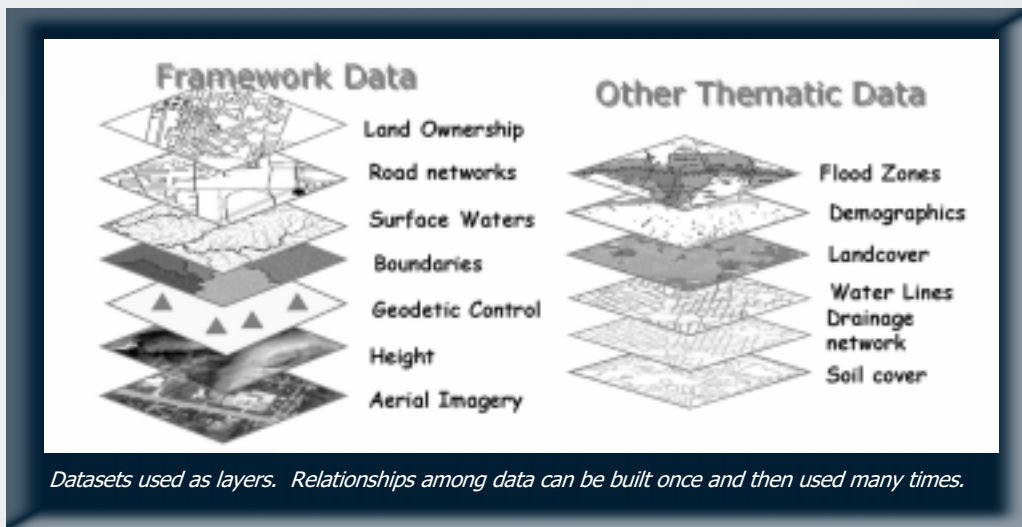 Framework Data
Land Ownership
Road networks
Surface Waters
Boundaries
Geodetic Control
Height
Aerial Imagery
Other Thematic Data
Flood Zones
Demographics
Landcover
Water Lines
Drainage
network
Soil cover
Datasets used as layers. Relationships among data can be built once and then used many times.